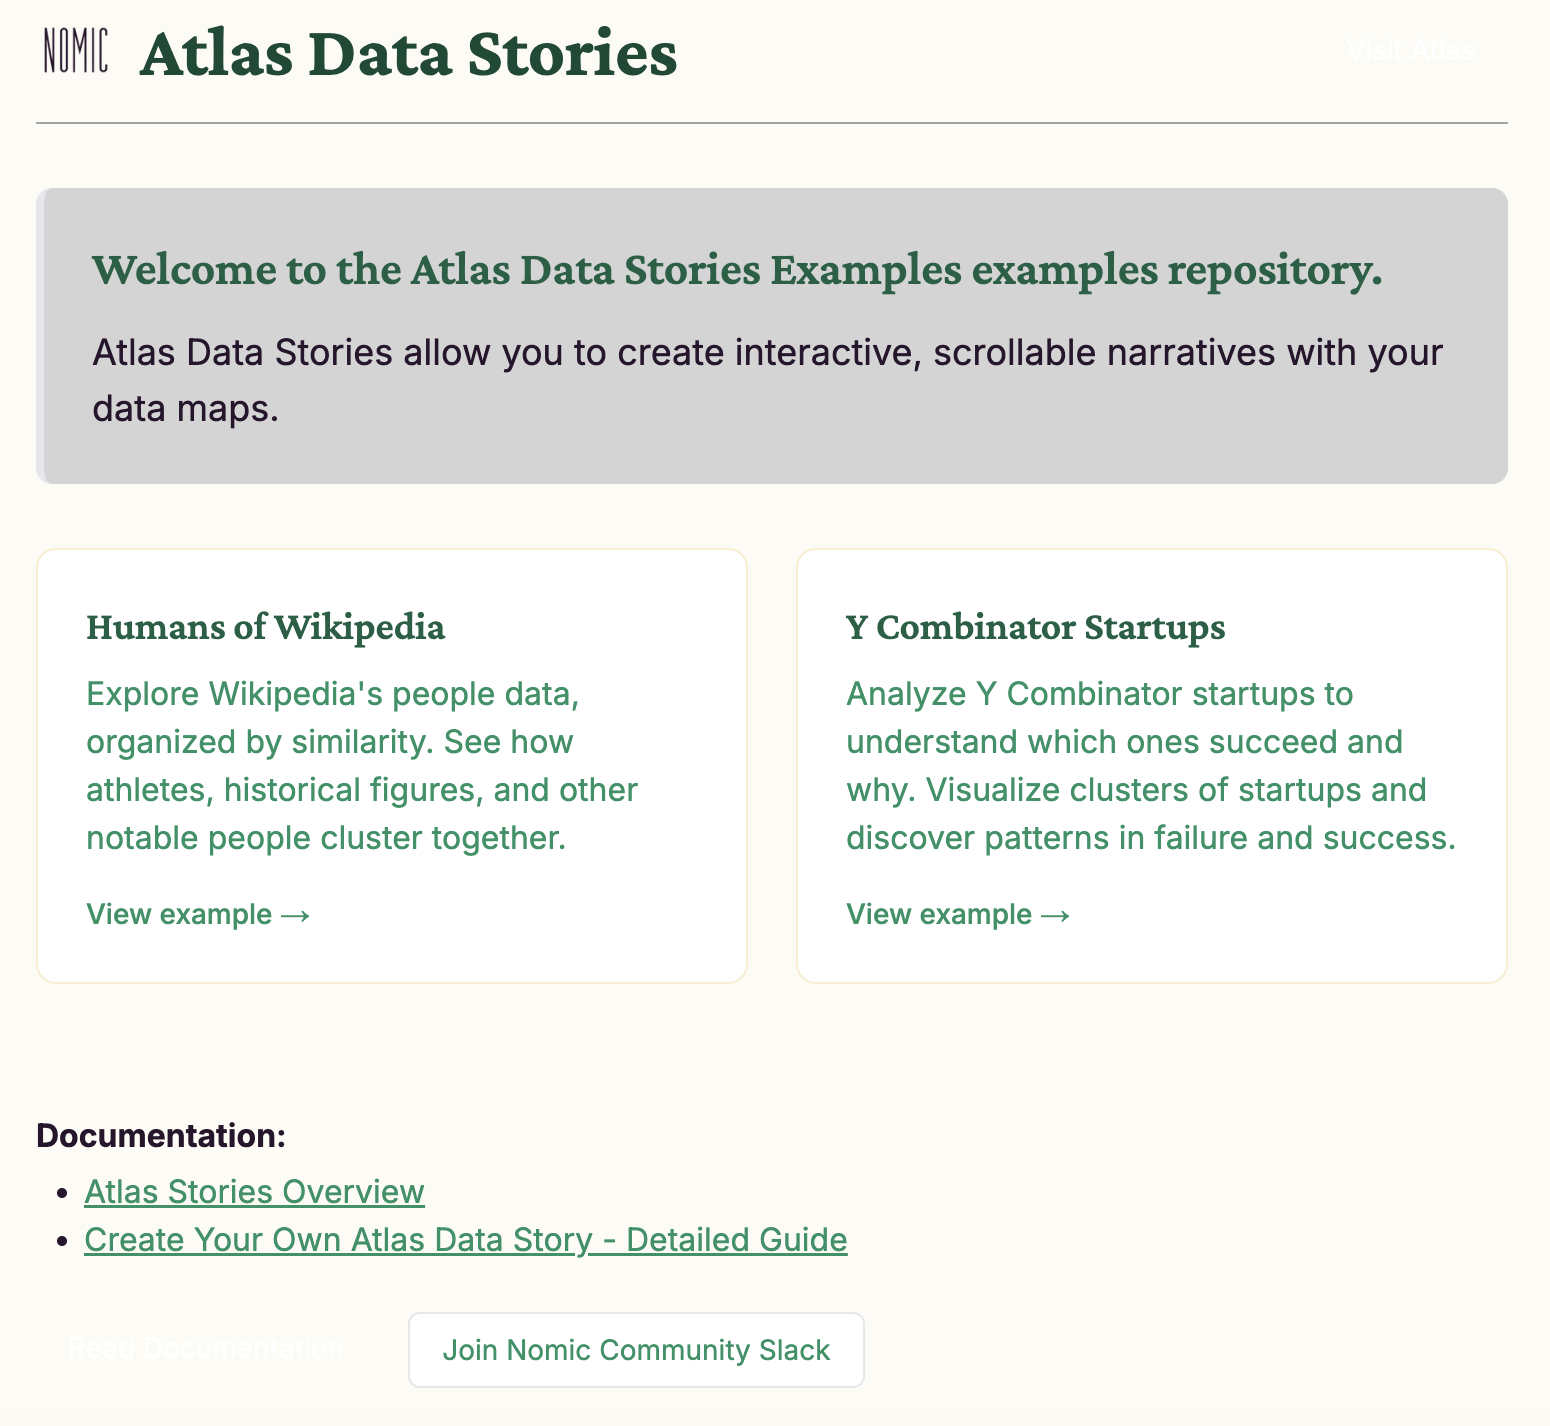 NOMIC
Atlas Data Stories
Visit Atlas
Welcome to the Atlas Data Stories Examples examples repository.
Atlas Data Stories allow you to create interactive, scrollable narratives with your
data maps.
Humans of Wikipedia
Explore Wikipedia's people data,
organized by similarity. See how
athletes, historical figures, and other
notable people cluster together.
View example →
Y Combinator Startups
Analyze Y Combinator startups to
understand which ones succeed and
why. Visualize clusters of startups and
discover patterns in failure and success.
View example →
Documentation:
• Atlas Stories Overview
• Create Your Own Atlas Data Story - Detailed Guide
Read Documentation
Join Nomic Community Slack